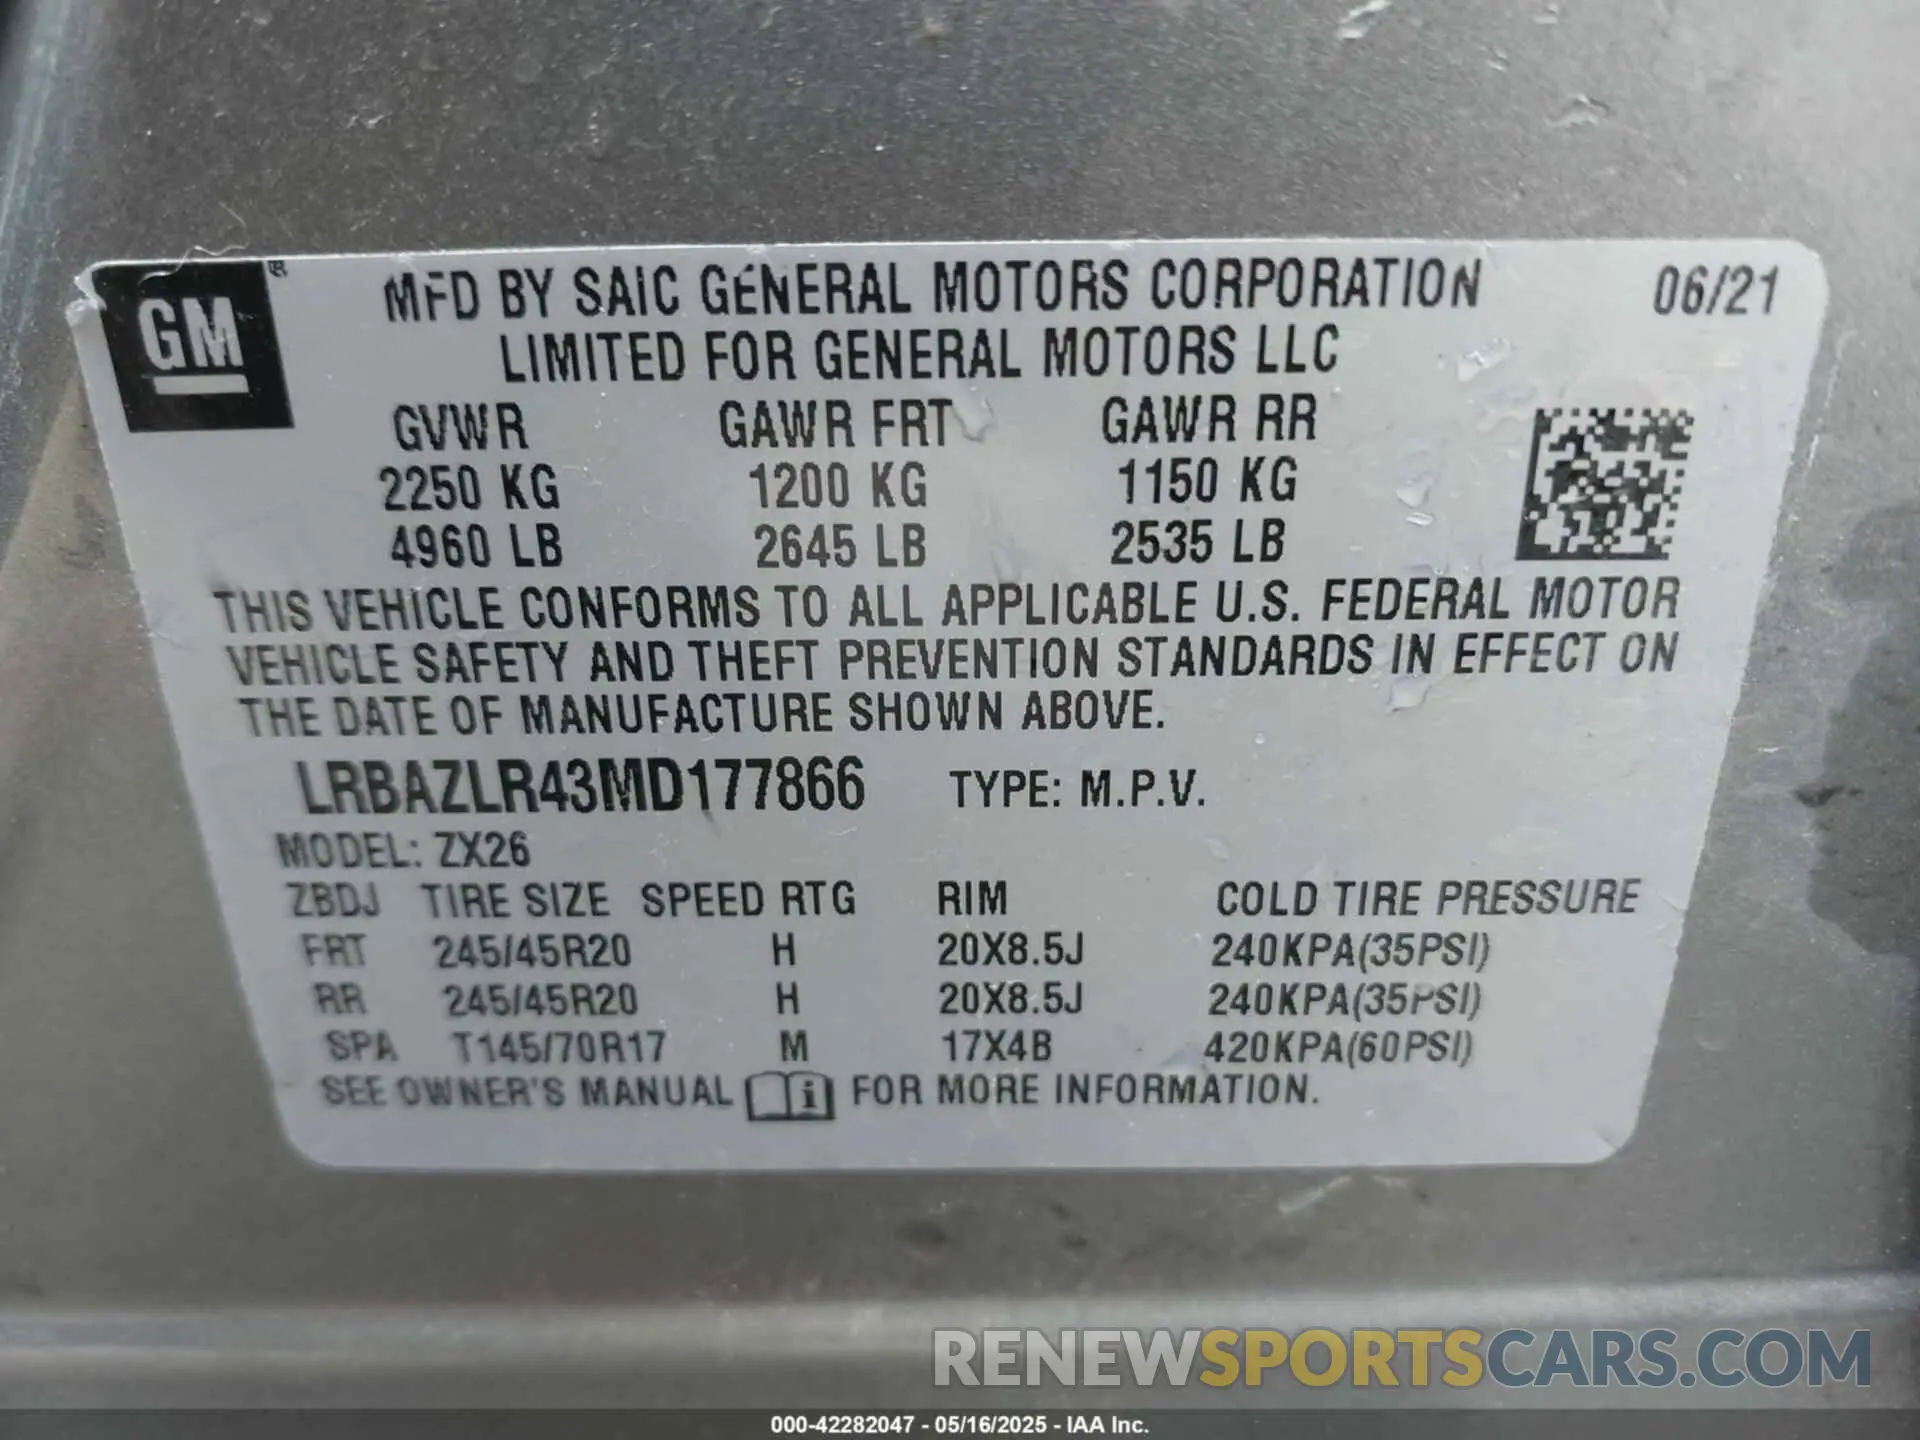 GM ®
MFD BY SAIC GENERAL MOTORS CORPORATION 06/21
LIMITED FOR GENERAL MOTORS LLC
GVWR GAWR FRT GAWR RR
2250 KG 1200 KG 1150 KG
4960 LB 2645 LB 2535 LB
THIS VEHICLE CONFORMS TO ALL APPLICABLE U.S. FEDERAL MOTOR
VEHICLE SAFETY AND THEFT PREVENTION STANDARDS IN EFFECT ON
THE DATE OF MANUFACTURE SHOWN ABOVE.
LRBAZLR43MD177866 TYPE: M.P.V.
MODEL: ZX26
ZBDJ TIRE SIZE SPEED RTG RIM COLD TIRE PRESSURE
FRT 245/45R20 H 20X8.5J 240KPA(35PSI)
RR 245/45R20 H 20X8.5J 240KPA(35PSI)
SPA T145/70R17 M 17X4B 420KPA(60PSI)
SEE OWNER'S MANUAL i FOR MORE INFORMATION.
RENEWSPORTSCARS.COM
000-42282047 - 05/16/2025 - IAA Inc.